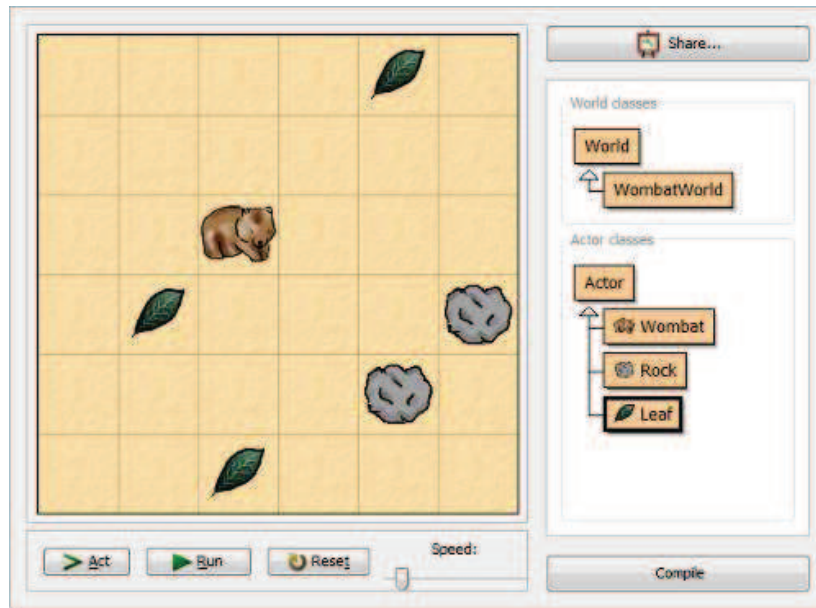 Share...
World classes
World
WombatWorld
Actor classes
Actor
Wombat
Rock
Leaf
Act
Run
Reset
Speed:
Compile